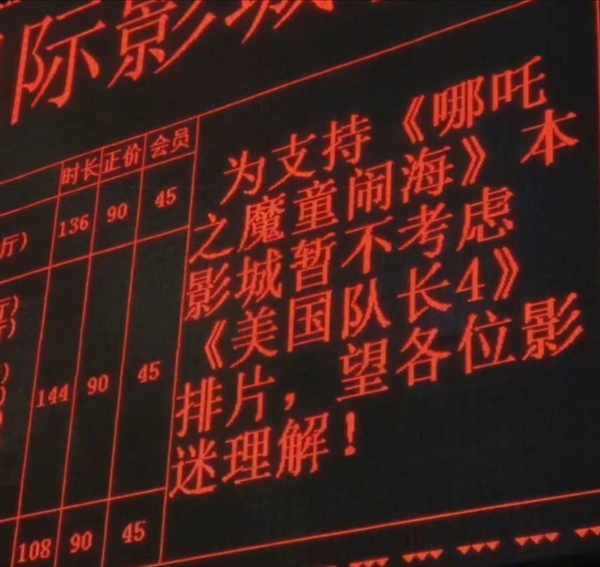 际影城
时长 正价 会员
厅） 136 90 45
144 90 45
108 90 45
为支持《哪吒
之魔童闹海》本
影城暂不考虑
《美国队长4》
排片，望各位影
迷理解！